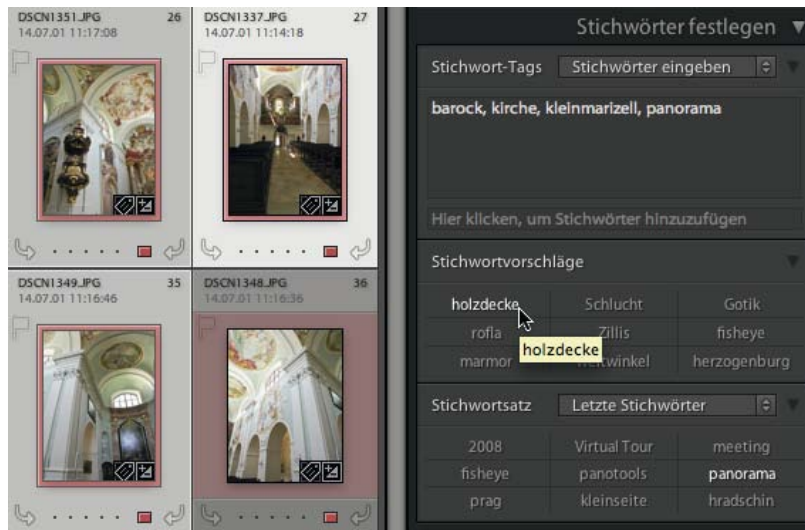 DSCN1351.JPG 26
14.07.01 11:17:08
DSCN1337.JPG 27
14.07.01 11:14:18
DSCN1349.JPG 35
14.07.01 11:16:46
DSCN1348.JPG 36
14.07.01 11:16:36
Stichwörter festlegen
Stichwort-Tags Stichwörter eingeben
barock, kirche, kleinmarizell, panorama
Hier klicken, um Stichwörter hinzuzufügen
Stichwortvorschläge
holzdecke Schlucht Gotik
rofla Zillis fisheye
holzdecke
marmor weitwinkel herzogenburg
Stichwortsatz Letzte Stichwörter
2008 Virtual Tour meeting
fisheye panotools panorama
prag kleinseite hradschin